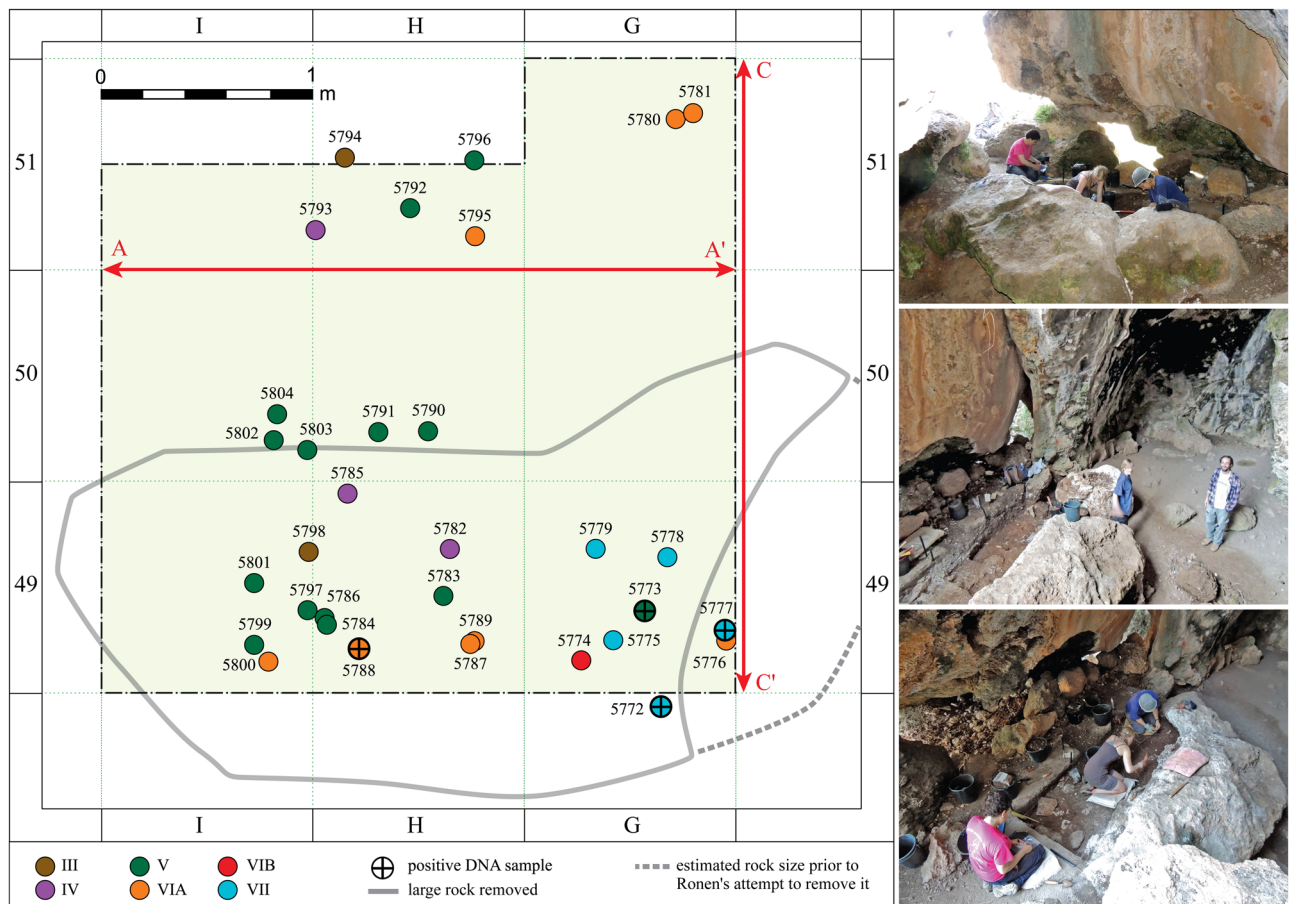 I H G
0 1
m
C
5781
5780
5794
5796
51 51
5792
5793
5795
A A'
50 50
5804
5791 5790
5802 5803
5785
5798 5782
5779 5778
49 49
5801
5783
5773
5797 5786
5777
5799 5784 5789
5774 5775
5800 5788 5787 5776
C'
5772
I H G
III V VIB positive DNA sample estimated rock size prior to
IV VIA VII large rock removed Ronen's attempt to remove it